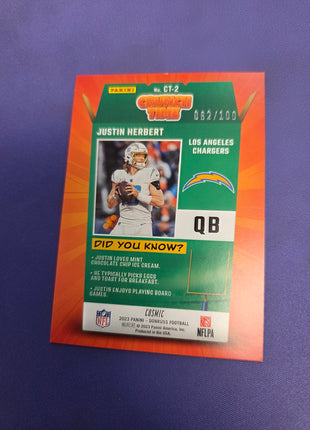 PANINI
No. CT-2
CRUNCH TIME
062/100
JUSTIN HERBERT
LOS ANGELES
CHARGERS
QB
DID YOU KNOW?
• JUSTIN LOVED MINT
CHOCOLATE CHIP ICE CREAM.
• HE TYPICALLY PICKS EGGS
AND TOAST FOR BREAKFAST.
• JUSTIN ENJOYS PLAYING BOARD
GAMES.
NFL
COSMIC
2023 PANINI - DONRUSS FOOTBALL
© 2023 Panini America, Inc.
Produced in the USA.
NFLPA